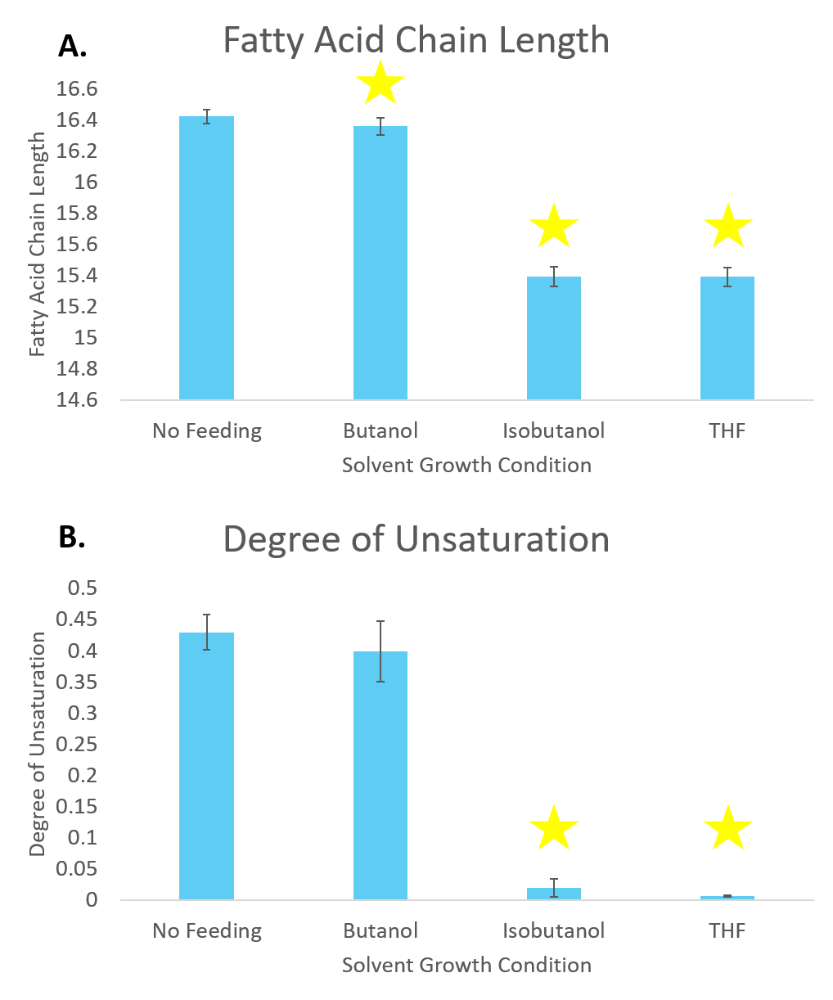 A.
Fatty Acid Chain Length
Fatty Acid Chain Length
16.6
16.4
16.2
16
15.8
15.6
15.4
15.2
15
14.8
14.6
No Feeding
Butanol
Isobutanol
THF
Solvent Growth Condition
B.
Degree of Unsaturation
Degree of Unsaturation
0.5
0.45
0.4
0.35
0.3
0.25
0.2
0.15
0.1
0.05
0
No Feeding
Butanol
Isobutanol
THF
Solvent Growth Condition